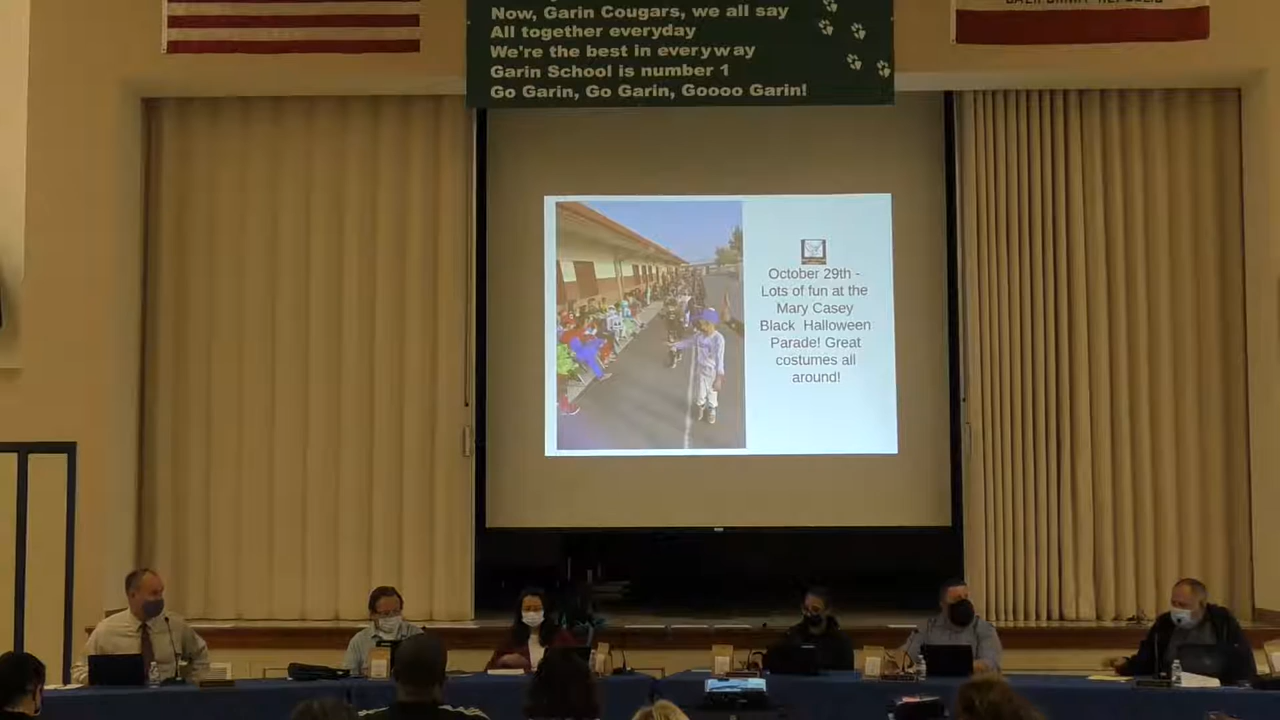 Now, Garin Cougars, we all say
All together everyday
We're the best in everyway
Garin School is number 1
Go Garin, Go Garin, Goooo Garin!
CALIFORNIA REPUBLIC
October 29th -
Lots of fun at the
Mary Casey
Black Halloween
Parade! Great
costumes all
around!